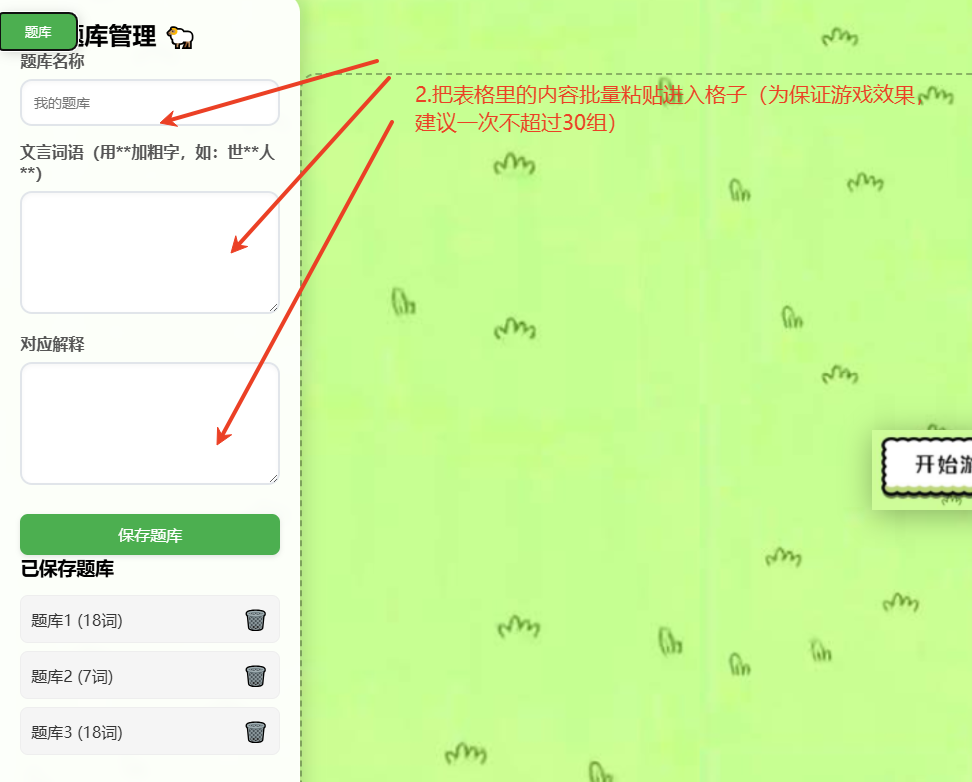 题库
题库管理
题库名称
我的题库
2.把表格里的内容批量粘贴进入格子（为保证游戏效果，
建议一次不超过30组）
文言词语（用**加粗字，如：世**人
**）
对应解释
开始游
保存题库
已保存题库
题库1 (18词)
题库2 (7词)
题库3 (18词)